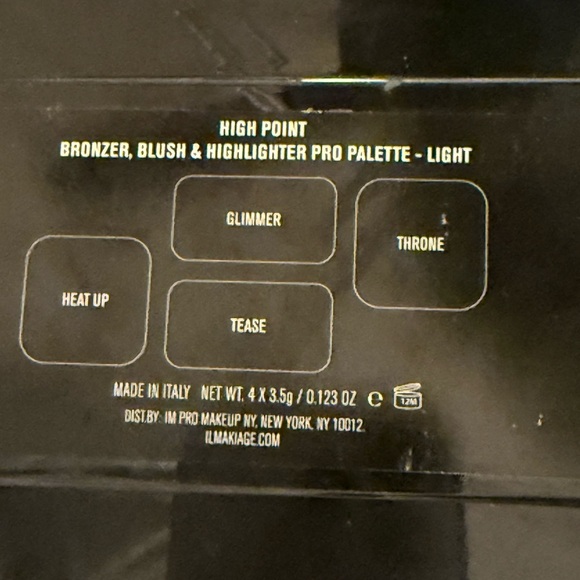 HIGH POINT
BRONZER, BLUSH & HIGHLIGHTER PRO PALETTE - LIGHT
GLIMMER
THRONE
HEAT UP
TEASE
MADE IN ITALY NET WT. 4 X 3.5g / 0.123 OZ e 12M
DIST.BY: IM PRO MAKEUP NY, NEW YORK, NY 10012.
ILMAKIAGE.COM